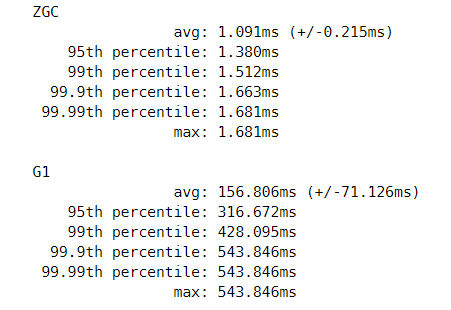 ZGC
avg: 1.091ms (+/-0.215ms)
95th percentile: 1.380ms
99th percentile: 1.512ms
99.9th percentile: 1.663ms
99.99th percentile: 1.681ms
max: 1.681ms
G1
avg: 156.806ms (+/-71.126ms)
95th percentile: 316.672ms
99th percentile: 428.095ms
99.9th percentile: 543.846ms
99.99th percentile: 543.846ms
max: 543.846ms